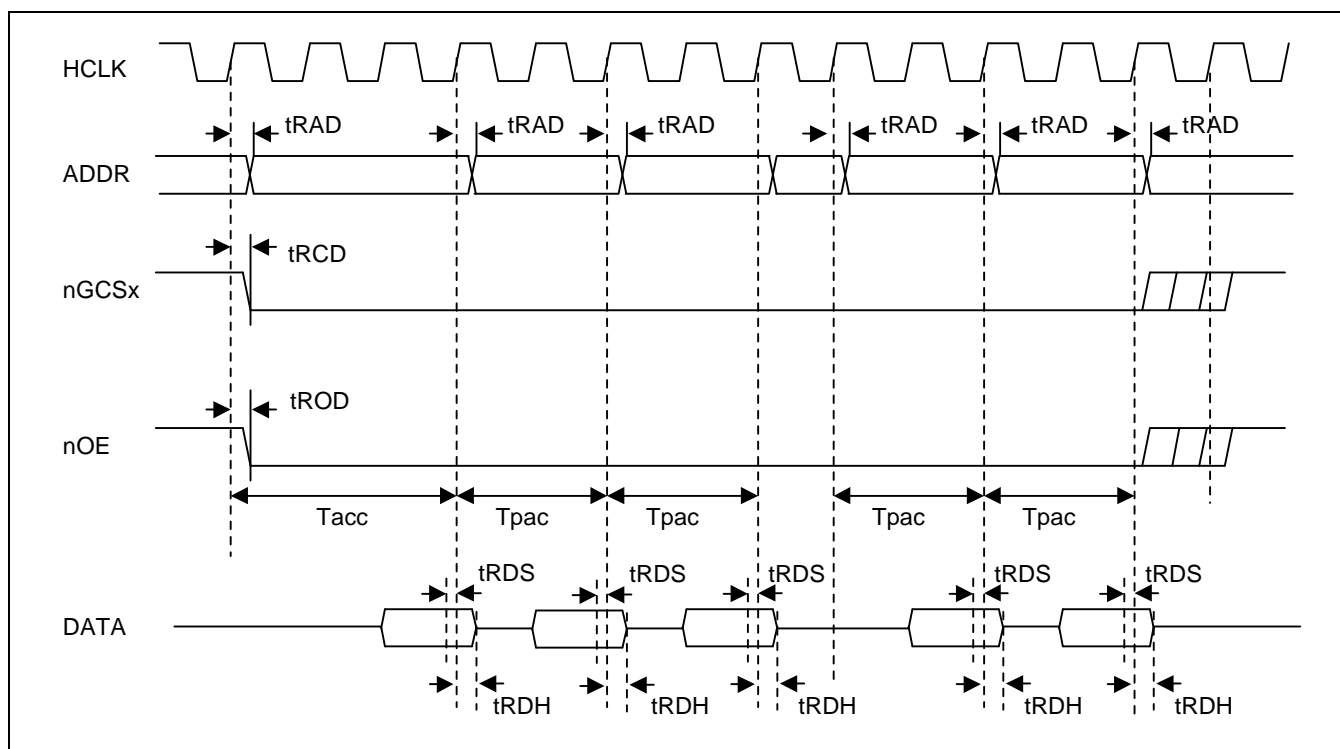 HCLK
tRAD tRAD tRAD tRAD tRAD tRAD
ADDR
tRCD
nGCSx
tROD
nOE
Tacc Tpac Tpac Tpac Tpac
tRDS tRDS tRDS tRDS tRDS
DATA
tRDH tRDH tRDH tRDH tRDH